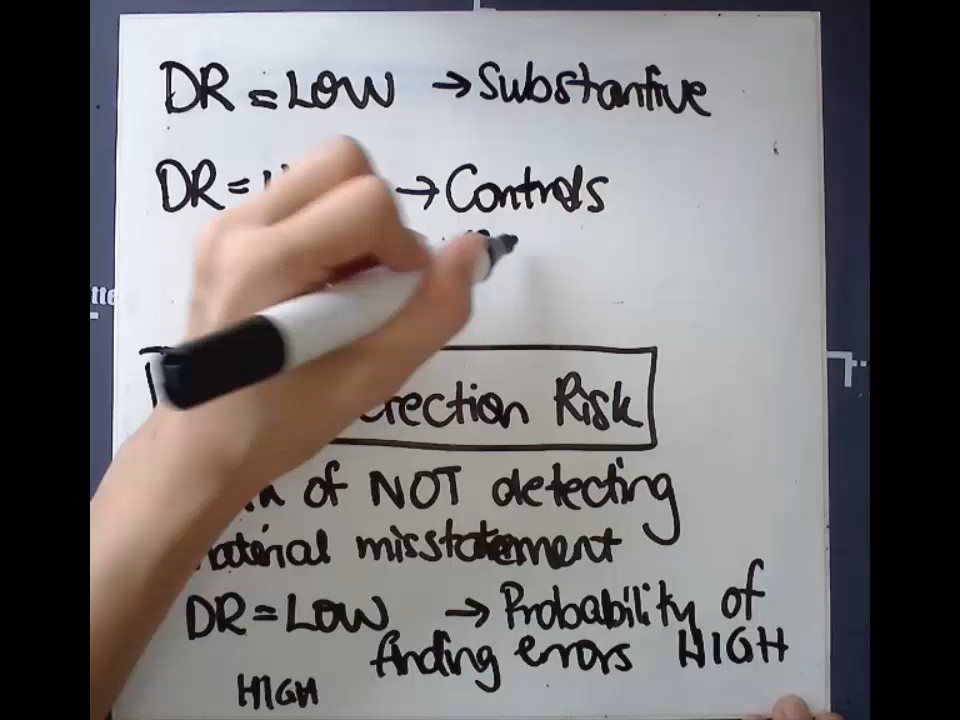 DR = LOW → Substantive
DR = → Controls
tte
ection Risk
of NOT detecting
material misstatement
DR = LOW → Probability of
finding errors HIGH
HIGH